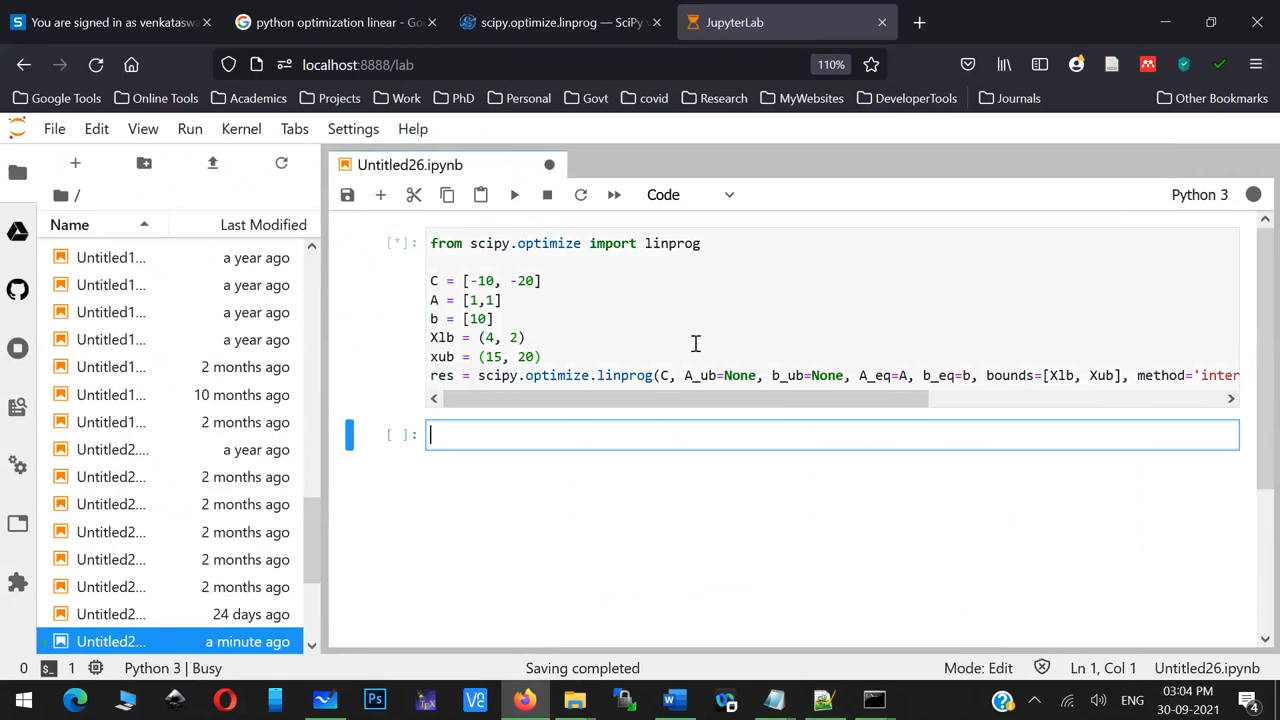 You are signed in as venkatasw
python optimization linear - Goo
scipy.optimize.linprog — SciPy v
JupyterLab
localhost:8888/lab
110%
Google Tools
Online Tools
Academics
Projects
Work
PhD
Personal
Govt
covid
Research
MyWebsites
DeveloperTools
Journals
Other Bookmarks
File
Edit
View
Run
Kernel
Tabs
Settings
Help
Untitled26.ipynb
/
Code
Python 3
Name
Last Modified
Untitled1... a year ago
Untitled1... a year ago
Untitled1... a year ago
Untitled1... a year ago
Untitled1... 2 months ago
Untitled1... 10 months ago
Untitled1... 2 months ago
Untitled2... a year ago
Untitled2... 2 months ago
Untitled2... 2 months ago
Untitled2... 2 months ago
Untitled2... 2 months ago
Untitled2... 2 months ago
Untitled2... 24 days ago
Untitled2... a minute ago
[*]:
from scipy.optimize import linprog
C = [-10, -20]
A = [1,1]
b = [10]
Xlb = (4, 2)
xub = (15, 20)
res = scipy.optimize.linprog(C, A_ub=None, b_ub=None, A_eq=A, b_eq=b, bounds=[Xlb, Xub], method='inter
[ ]:
0
1
Python 3 | Busy
Saving completed
Mode: Edit
Ln 1, Col 1
Untitled26.ipynb
ENG
03:04 PM
30-09-2021
4